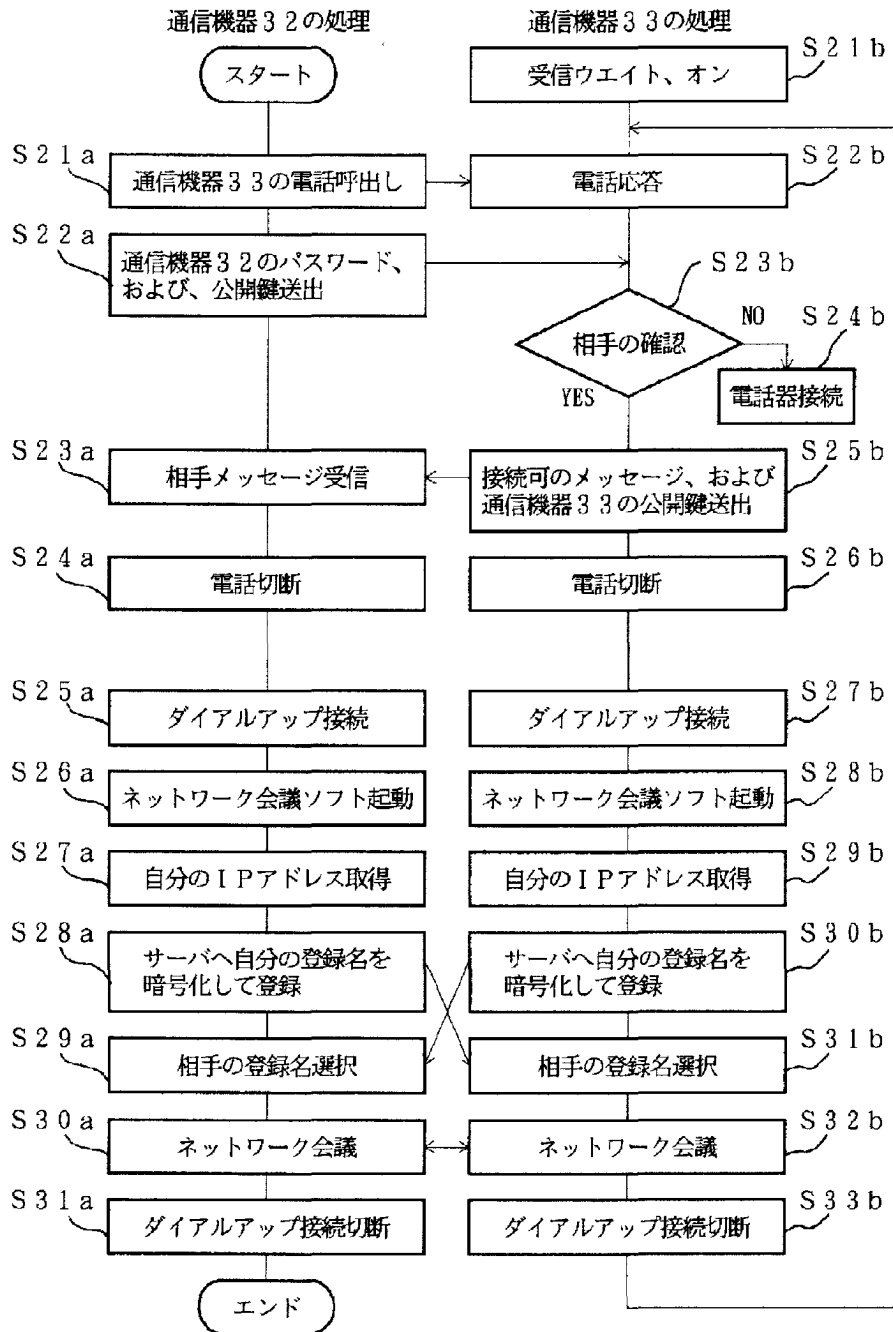 通信機器32の処理
通信機器33の処理
スタート
受信ウエイト、オン
S21b
S21a
通信機器33の電話呼出し
電話応答
S22b
S22a
通信機器32のパスワード、
および、公開鍵送出
S23b
相手の確認
NO
S24b
YES
電話器接続
S23a
相手メッセージ受信
接続可のメッセージ、および
通信機器33の公開鍵送出
S25b
S24a
電話切断
電話切断
S26b
S25a
ダイアルアップ接続
ダイアルアップ接続
S27b
S26a
ネットワーク会議ソフト起動
ネットワーク会議ソフト起動
S28b
S27a
自分のIPアドレス取得
自分のIPアドレス取得
S29b
S28a
サーバへ自分の登録名を
暗号化して登録
サーバへ自分の登録名を
暗号化して登録
S30b
S29a
相手の登録名選択
相手の登録名選択
S31b
S30a
ネットワーク会議
ネットワーク会議
S32b
S31a
ダイアルアップ接続切断
ダイアルアップ接続切断
S33b
エンド